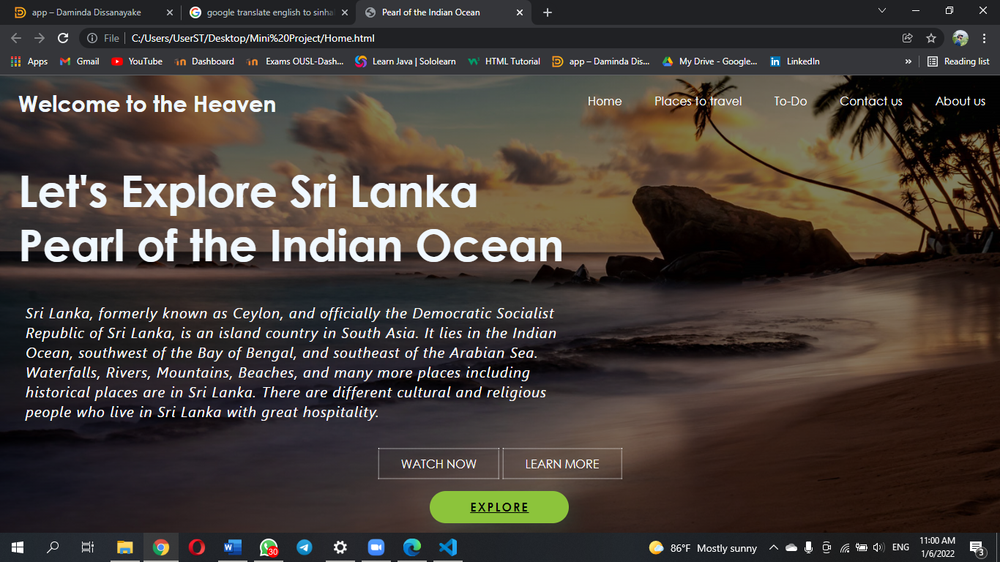 app – Daminda Dissanayake
google translate english to sinha
Pearl of the Indian Ocean
File
C:/Users/UserST/Desktop/Mini%20Project/Home.html
Apps
Gmail
YouTube
Dashboard
Exams OUSL-Dash...
Learn Java | Sololearn
HTML Tutorial
app – Daminda Dis...
My Drive - Google...
LinkedIn
»
Reading list
Welcome to the Heaven
Home
Places to travel
To-Do
Contact us
About us
Let's Explore Sri Lanka
Pearl of the Indian Ocean
Sri Lanka, formerly known as Ceylon, and officially the Democratic Socialist
Republic of Sri Lanka, is an island country in South Asia. It lies in the Indian
Ocean, southwest of the Bay of Bengal, and southeast of the Arabian Sea.
Waterfalls, Rivers, Mountains, Beaches, and many more places including
historical places are in Sri Lanka. There are different cultural and religious
people who live in Sri Lanka with great hospitality.
WATCH NOW
LEARN MORE
EXPLORE
30
86°F Mostly sunny
ENG
11:00 AM
1/6/2022
3